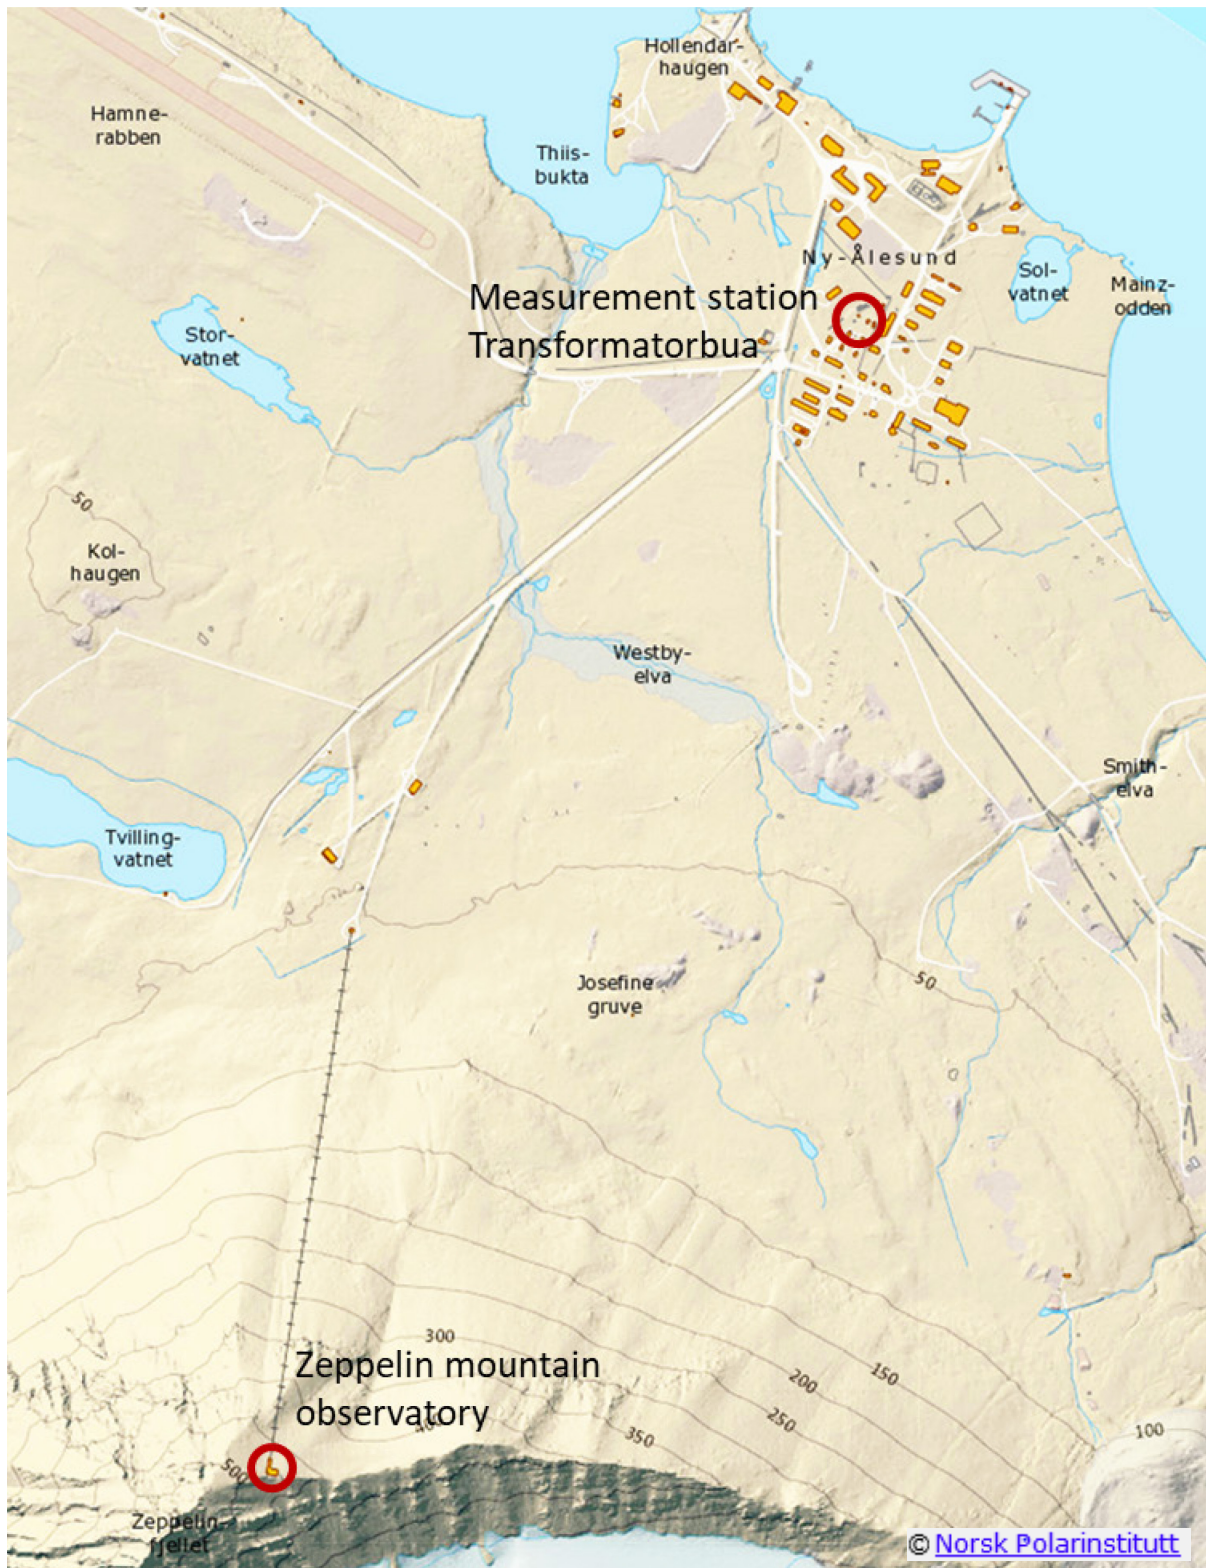 Hollendar-
haugen
Hamne-
rabben
Thiis-
bukta
Ny-Ålesund
Sol-
vatnet
Mainz-
odden
Measurement station
Transformatorbua
Stor-
vatnet
50
Kol-
haugen
Westby-
elva
Smith-
elva
Tvilling-
vatnet
Josefine
gruve
50
300
Zeppelin mountain
observatory
200
150
250
350
100
500
Zeppelin-
fjellet
© Norsk Polarinstitutt